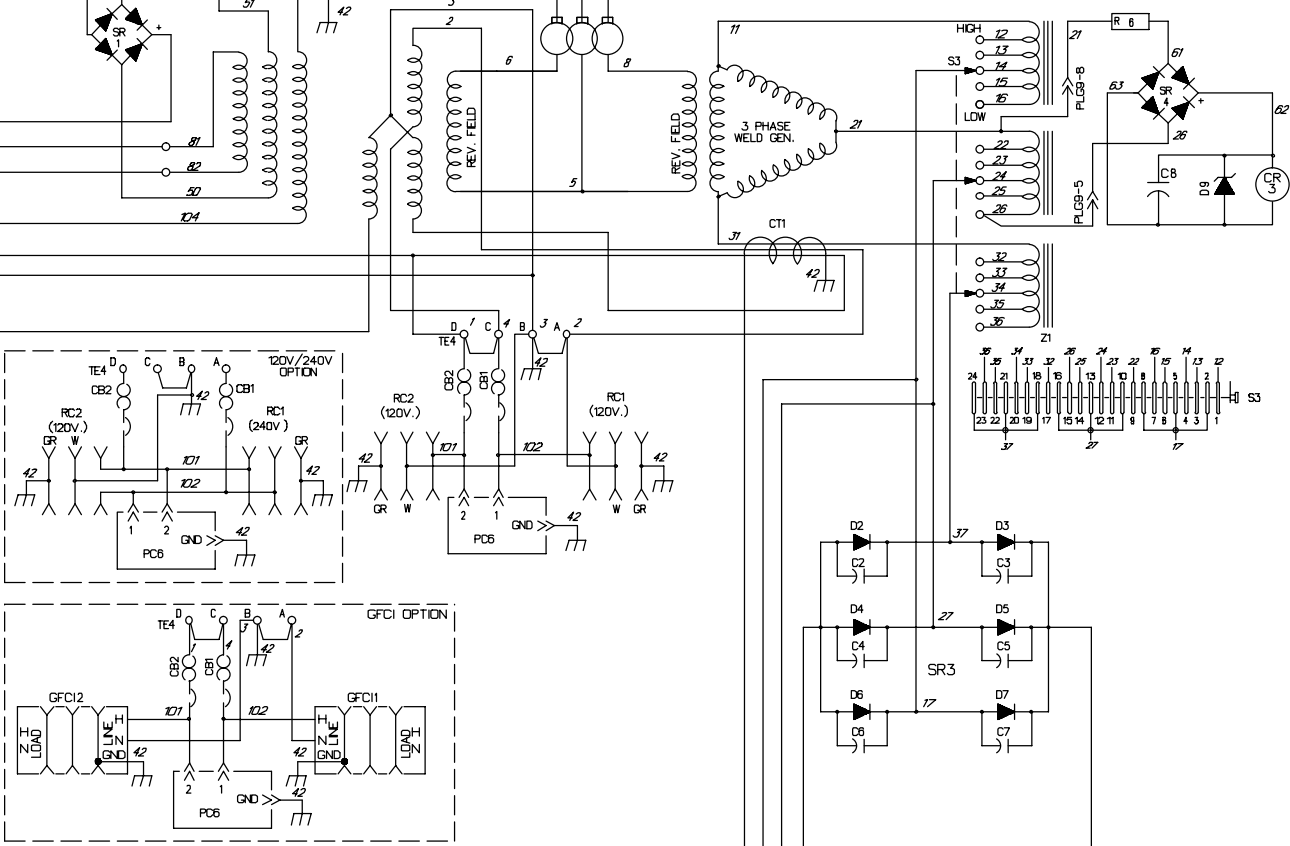 51
42
3
2
SR
1
+
6
8
11
HIGH
12
13
S3
14
15
16
LOW
21
R 6
61
PLG9-8
63
SR
4
+
62
26
REV. FIELD
REV. FIELD
3 PHASE
WELD GEN.
21
22
23
24
25
26
PLG9-5
C8
D9
CR
3
81
82
50
104
5
31
CT1
42
32
33
34
35
36
Z1
D
1
C
4
B
3
A
2
TE4
42
CB2
CB1
RC2
(120V.)
RC1
(120V.)
101
102
42
42
GR
W
W
GR
2
1
GND
42
PC6
120V/240V
OPTION
D
C
B
A
TE4
CB2
CB1
42
RC2
(120V.)
RC1
(240V.)
GR
W
GR
42
101
102
42
1
2
GND
42
PC6
36
35
34
33
32
26
25
24
23
22
16
15
14
13
12
24
21
18
16
13
10
8
5
2
S3
23
22
20
19
17
15
14
12
11
9
7
6
4
3
1
37
27
17
GFCI OPTION
D
C
B
A
TE4
1
4
3
42
2
CB2
CB1
GFCI2
GFCI1
101
102
H
N
LOAD
LINE
H
N
GND
42
42
H
N
GND
LINE
LOAD
H
N
2
1
GND
42
PC6
D2
C2
37
D3
C3
D4
C4
27
D5
C5
SR3
D6
C6
17
D7
C7